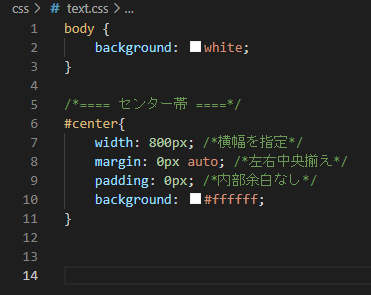 css > # text.css > ...
1 body {
2 background: white;
3 }
4
5 /*==== センター帯 ====*/
6 #center{
7 width: 800px; /*横幅を指定*/
8 margin: 0px auto; /*左右中央揃え*/
9 padding: 0px; /*内部余白なし*/
10 background: #ffffff;
11 }
12
13
14